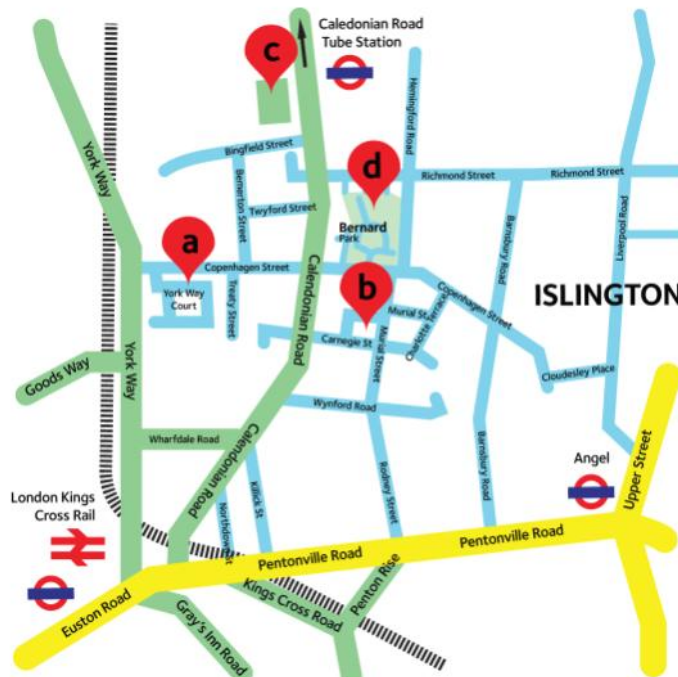 Caledonian Road
Tube Station
c
Hemingford Road
Bingfield Street
York Way
d
Richmond Street
Richmond Street
Bemerton Street
Twyford Street
Bernard
Park
Barnsbury Road
Liverpool Road
a
Copenhagen Street
Calendonian Road
b
York Way
Court
Treaty Street
Murial St
Charlotte Terrace
Copenhagen Street
ISLINGTON
Carnegie St
Murial Street
Goods Way
York Way
Cloudesley Place
Wynford Road
Wharfdale Road
Calendonian Road
Killick St
Rodney Street
Barnsbury Road
Angel
Upper Street
London Kings
Cross Rail
Pentonville Road
Pentonville Road
Euston Road
Kings Cross Road
Penton Rise
Gray's Inn Road